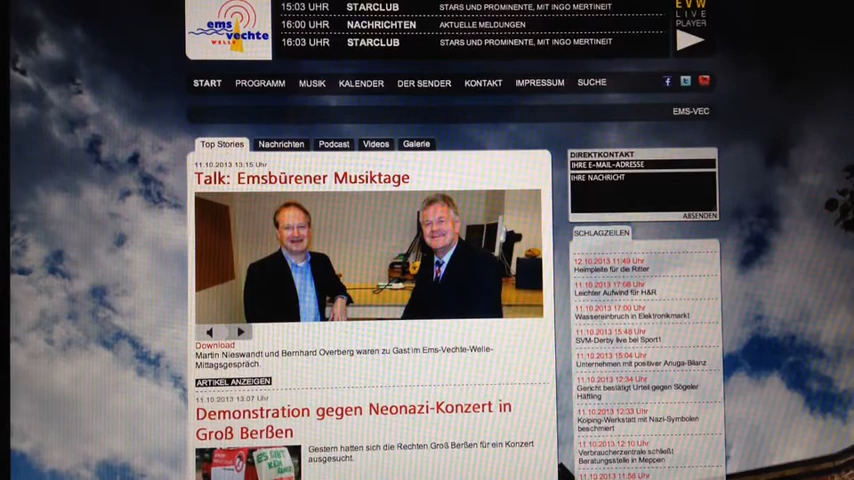 15:03 UHR STARCLUB STARS UND PROMINENTE, MIT INGO MERTINEIT
16:00 UHR NACHRICHTEN AKTUELLE MELDUNGEN
16:03 UHR STARCLUB STARS UND PROMINENTE, MIT INGO MERTINEIT
ems
vechte
WELLE
EVW
LIVE
PLAYER
START PROGRAMM MUSIK KALENDER DER SENDER KONTAKT IMPRESSUM SUCHE
EMS-VEC
Top Stories Nachrichten Podcast Videos Galerie
11.10.2013 13:15 Uhr
Talk: Emsbürener Musiktage
Download
Martin Nieswandt und Bernhard Overberg waren zu Gast im Ems-Vechte-Welle-
Mittagsgespräch.
ARTIKEL ANZEIGEN
11.10.2013 13:07 Uhr
Demonstration gegen Neonazi-Konzert in
Groß Berßen
Gestern hatten sich die Rechten Groß Berßen für ein Konzert
ausgesucht.
ES GIBT
KEIN
DIREKTKONTAKT
IHRE E-MAIL-ADRESSE
IHRE NACHRICHT
ABSENDEN
SCHLAGZEILEN
12.10.2013 11:49 Uhr
Heimpleite für die Ritter
11.10.2013 17:68 Uhr
Leichter Aufwind für H&R
11.10.2013 17:00 Uhr
Wassereinbruch in Elektronikmarkt
11.10.2013 15:48 Uhr
SVM-Derby live bei Sport1
11.10.2013 15:04 Uhr
Unternehmen mit positiver Anuga-Bilanz
11.10.2013 12:34 Uhr
Gericht bestätigt Urteil gegen Sögeler
Häftling
11.10.2013 12:33 Uhr
Kolping-Werkstatt mit Nazi-Symbolen
beschmiert
11.10.2013 12:10 Uhr
Verbraucherzentrale schließt
Beratungsstelle in Meppen
11.10.2013 11:58 Uhr